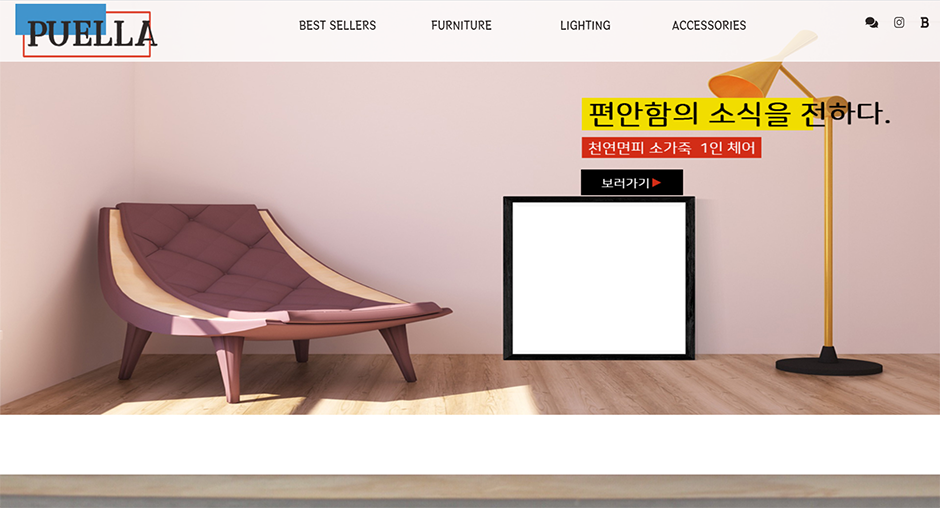 PUELLA
BEST SELLERS
FURNITURE
LIGHTING
ACCESSORIES
편안함의 소식을 전하다.
천연면피 소가죽 1인 체어
보러가기